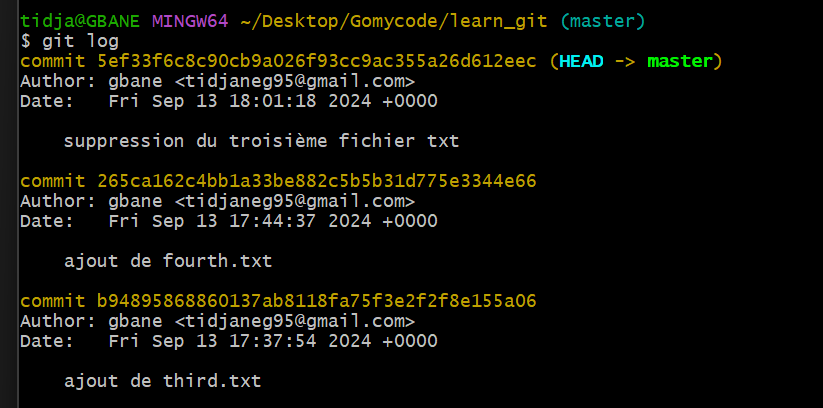 tidja@GBANE MINGW64 ~/Desktop/Gomycode/learn_git (master)
$ git log
commit 5ef33f6c8c90cb9a026f93cc9ac355a26d612eec (HEAD -> master)
Author: gbane <tidjaneg95@gmail.com>
Date:   Fri Sep 13 18:01:18 2024 +0000
    suppression du troisième fichier txt
commit 265ca162c4bb1a33be882c5b5b31d775e3344e66
Author: gbane <tidjaneg95@gmail.com>
Date:   Fri Sep 13 17:44:37 2024 +0000
    ajout de fourth.txt
commit b94895868860137ab8118fa75f3e2f2f8e155a06
Author: gbane <tidjaneg95@gmail.com>
Date:   Fri Sep 13 17:37:54 2024 +0000
    ajout de third.txt